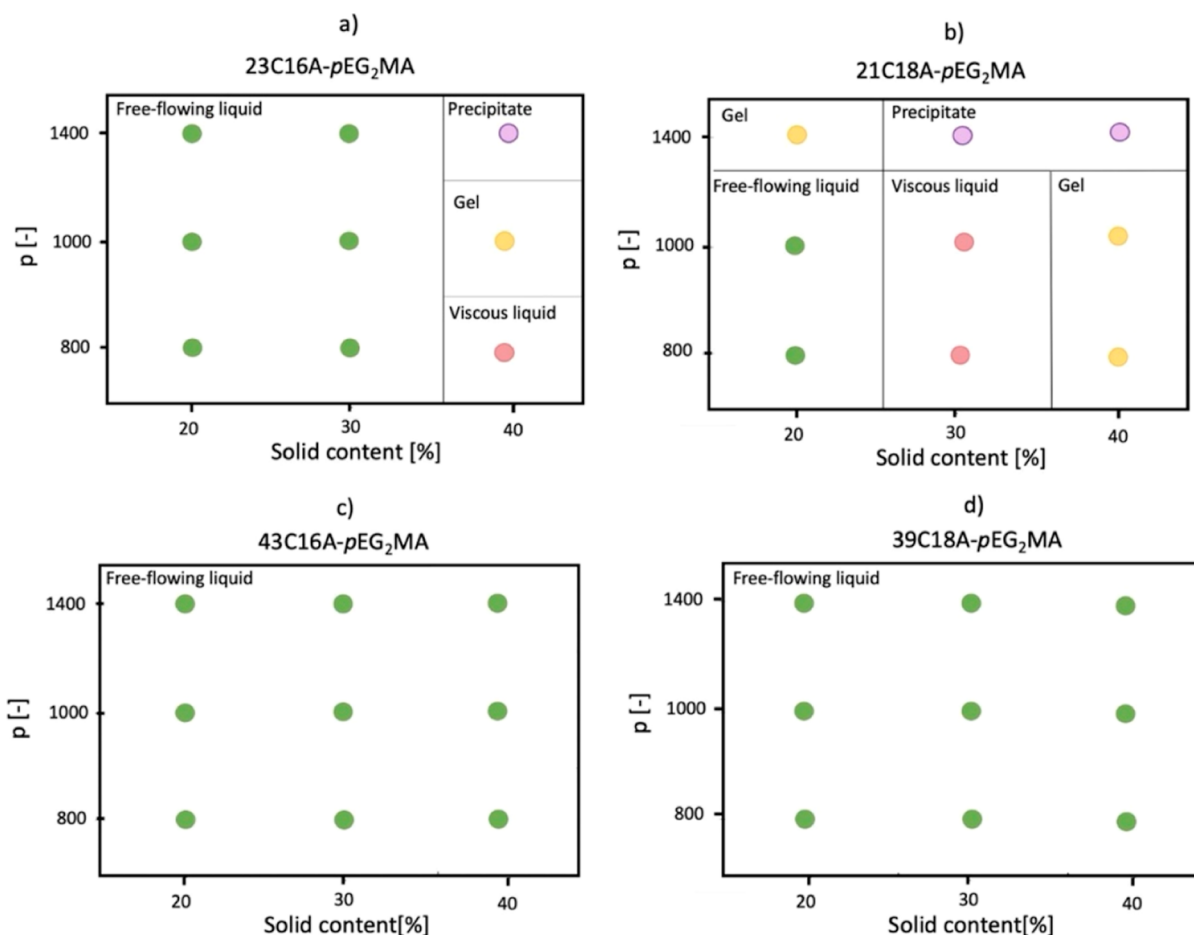 a)
23C16A-pEG₂MA
Free-flowing liquid
Precipitate
Gel
Viscous liquid
1400
1000
800
p [-]
20
30
40
Solid content [%]
b)
21C18A-pEG₂MA
Gel
Precipitate
Free-flowing liquid
Viscous liquid
Gel
1400
1000
800
p [-]
20
30
40
Solid content [%]
c)
43C16A-pEG₂MA
Free-flowing liquid
1400
1000
800
p [-]
20
30
40
Solid content[%]
d)
39C18A-pEG₂MA
Free-flowing liquid
1400
1000
800
p [-]
20
30
40
Solid content[%]